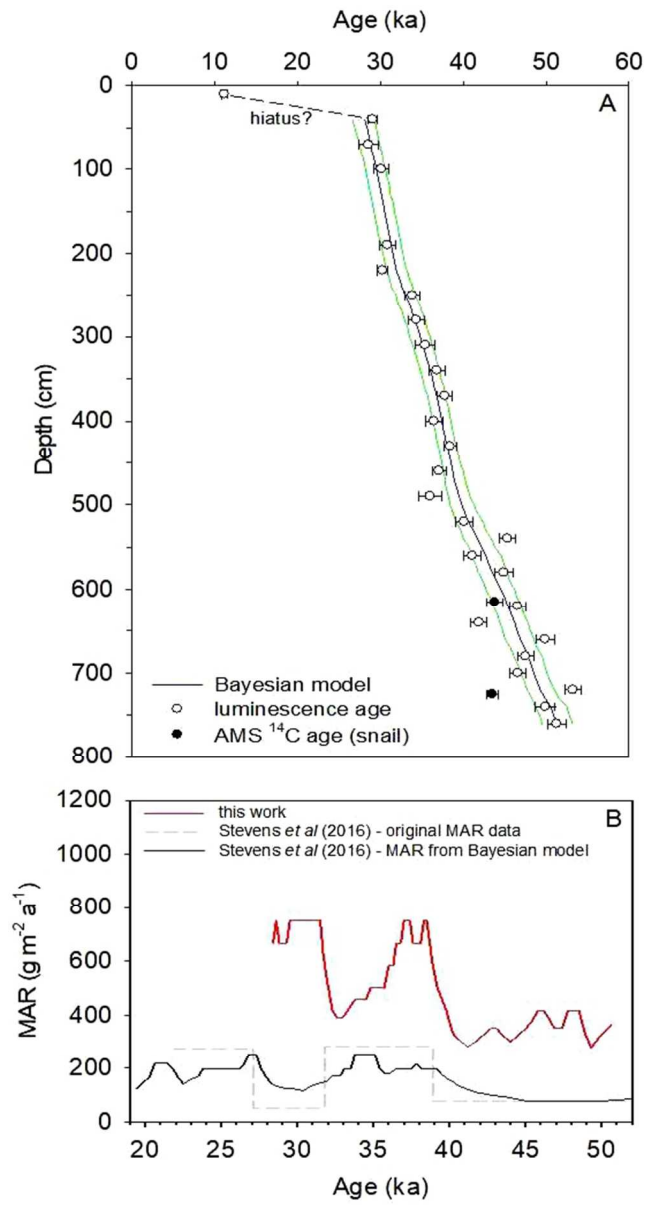 Age (ka)
0 10 20 30 40 50 60
A
0
hiatus?
100
200
300
400
500
600
700
800
Depth (cm)
Bayesian model
luminescence age
AMS 14C age (snail)
B
1200
1000
800
600
400
200
0
MAR (g m-2 a-1)
this work
Stevens et al (2016) - original MAR data
Stevens et al (2016) - MAR from Bayesian model
20 25 30 35 40 45 50
Age (ka)